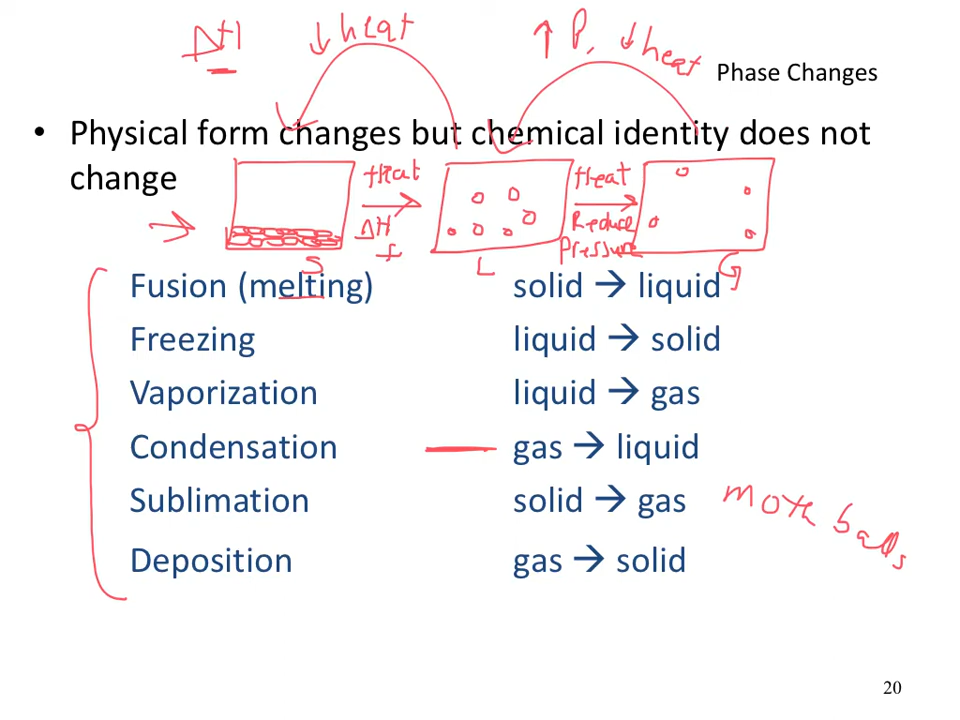 ΔH
↓ heat
↑ P, ↓ heat
Phase Changes
• Physical form changes but chemical identity does not
change
Heat
ΔH
f
Heat
Reduce
Pressure
S
L
G
Fusion (melting) solid → liquid
Freezing liquid → solid
Vaporization liquid → gas
Condensation gas → liquid
Sublimation solid → gas
moth balls
Deposition gas → solid
20